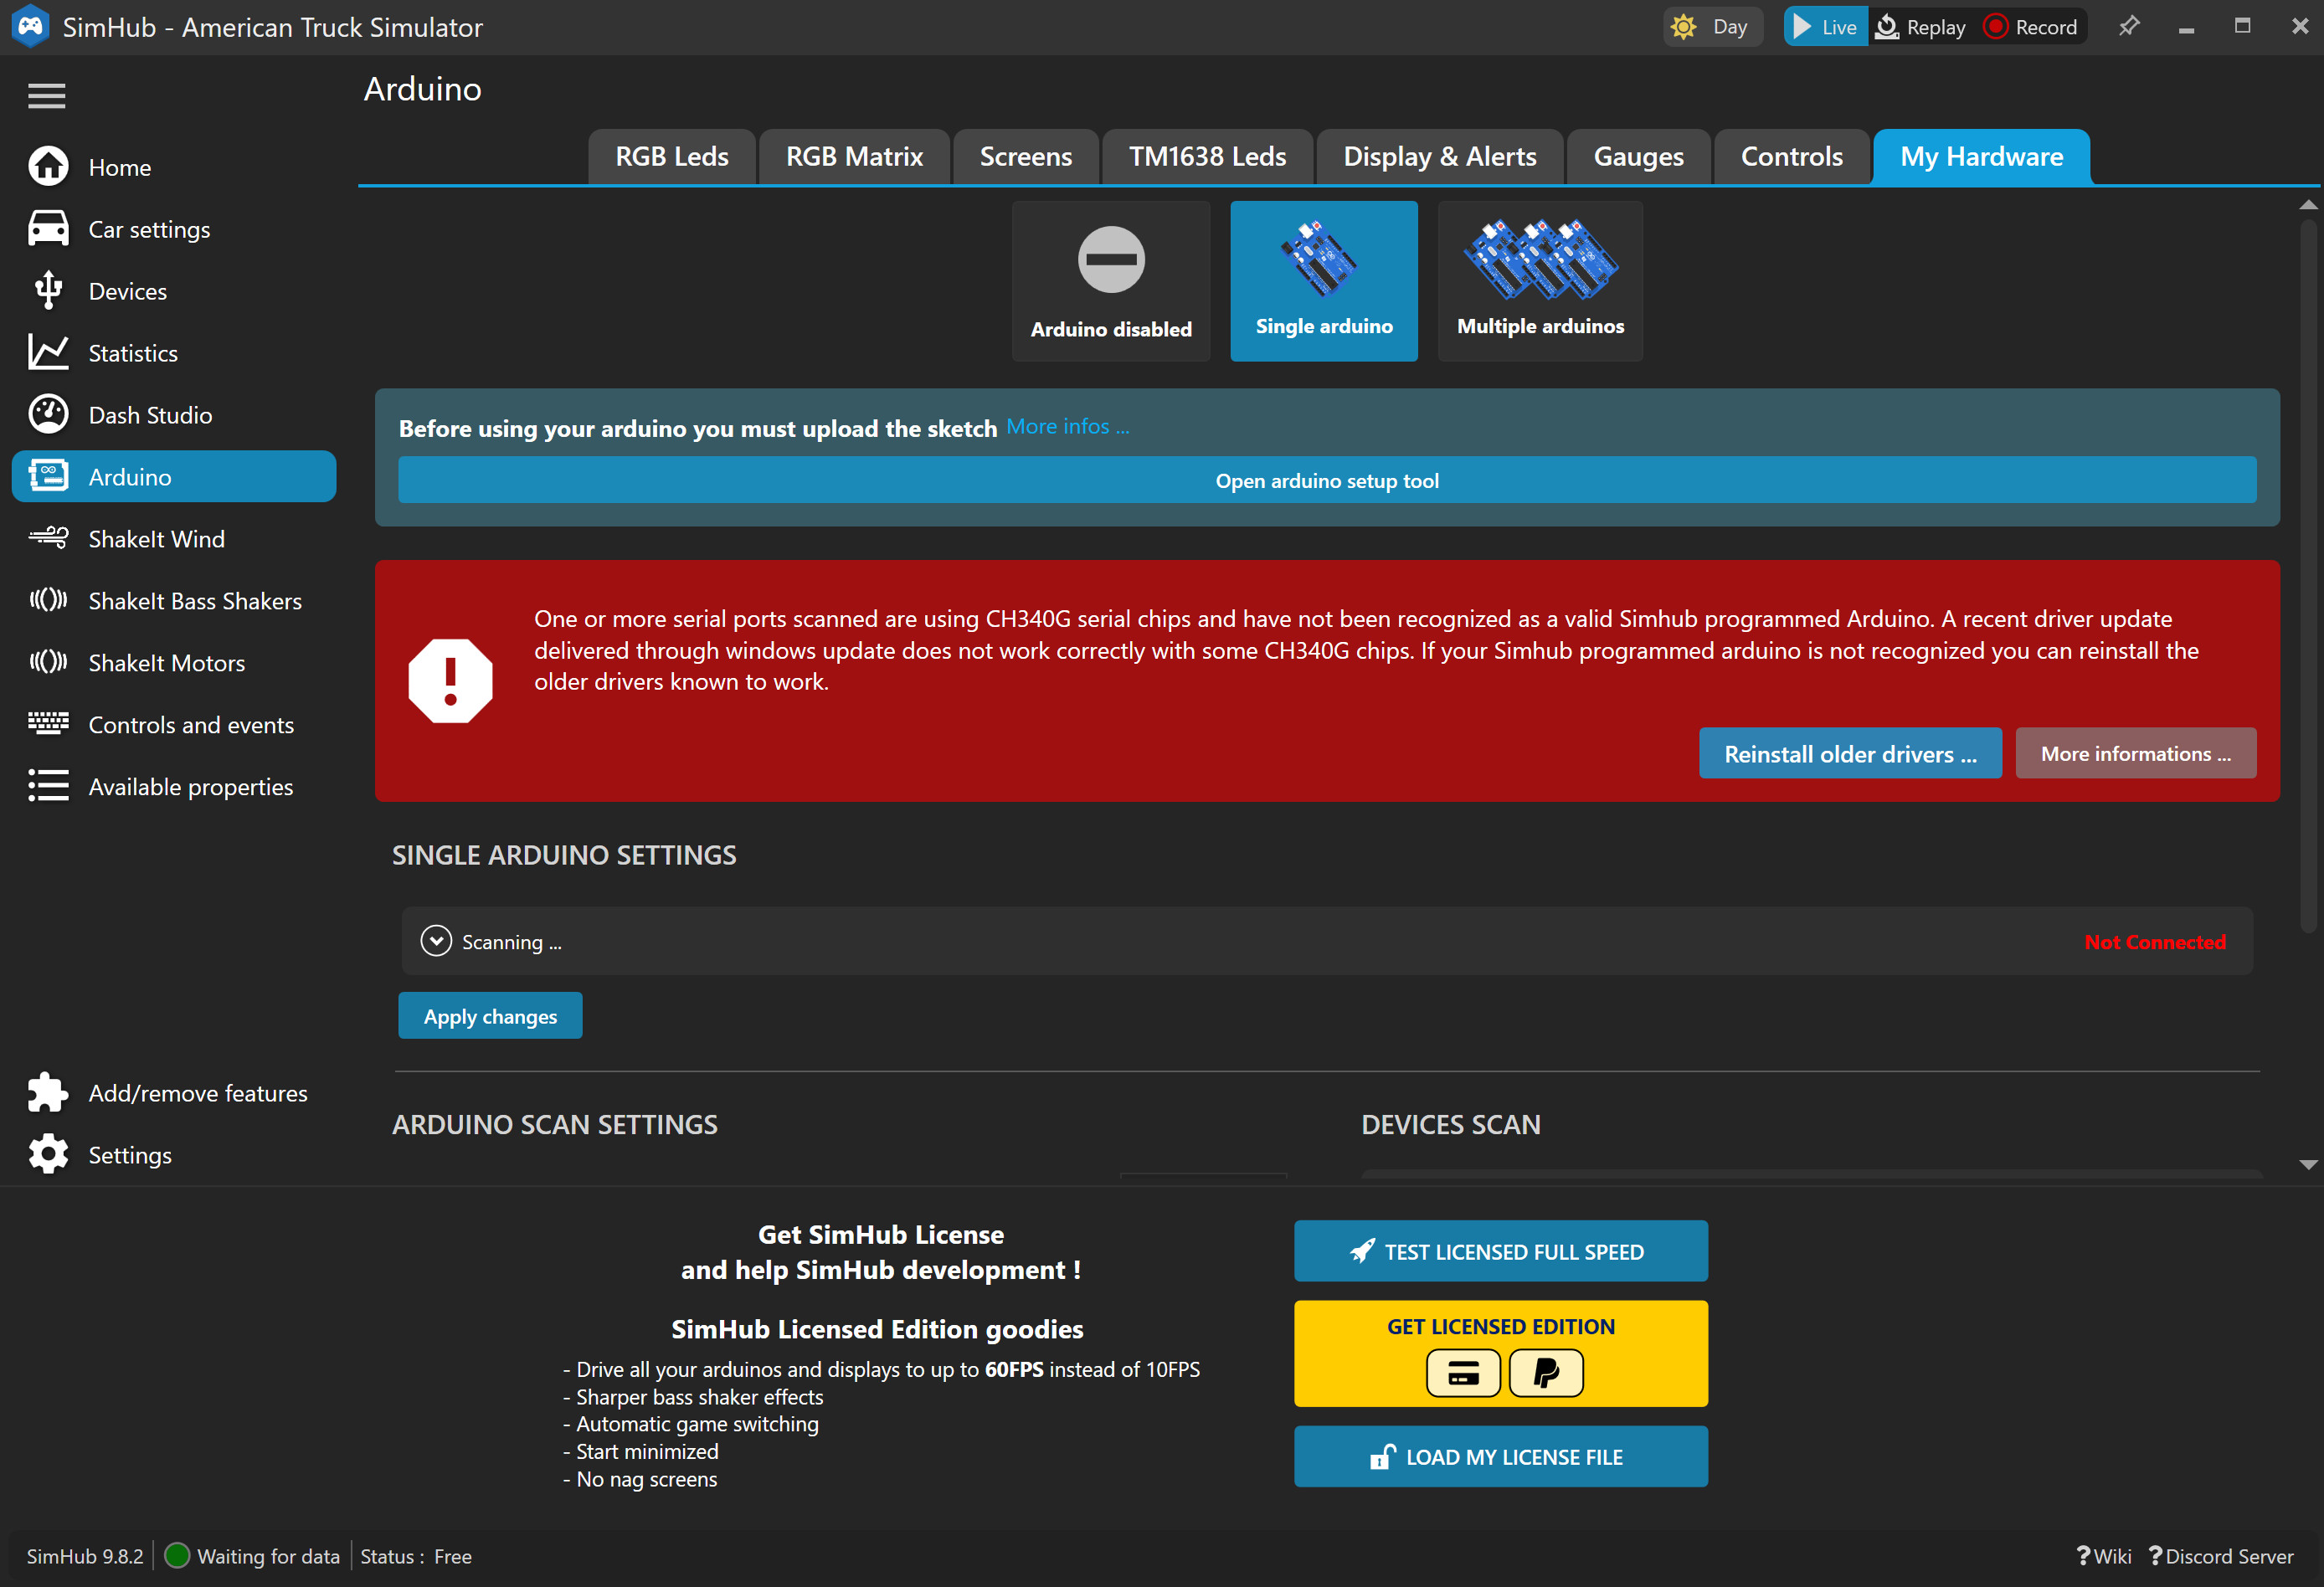 SimHub - American Truck Simulator
Day
Live
Replay
Record
Arduino
Home
Car settings
Devices
Statistics
Dash Studio
Arduino
ShakeIt Wind
ShakeIt Bass Shakers
ShakeIt Motors
Controls and events
Available properties
Add/remove features
Settings
RGB Leds
RGB Matrix
Screens
TM1638 Leds
Display & Alerts
Gauges
Controls
My Hardware
Arduino disabled
Single arduino
Multiple arduinos
Before using your arduino you must upload the sketch More infos ...
Open arduino setup tool
One or more serial ports scanned are using CH340G serial chips and have not been recognized as a valid Simhub programmed Arduino. A recent driver update
delivered through windows update does not work correctly with some CH340G chips. If your Simhub programmed arduino is not recognized you can reinstall the
older drivers known to work.
Reinstall older drivers ...
More informations ...
SINGLE ARDUINO SETTINGS
Scanning ...
Not Connected
Apply changes
ARDUINO SCAN SETTINGS
DEVICES SCAN
Get SimHub License
and help SimHub development !
SimHub Licensed Edition goodies
- Drive all your arduinos and displays to up to 60FPS instead of 10FPS
- Sharper bass shaker effects
- Automatic game switching
- Start minimized
- No nag screens
TEST LICENSED FULL SPEED
GET LICENSED EDITION
LOAD MY LICENSE FILE
SimHub 9.8.2
Waiting for data
Status : Free
?Wiki
?Discord Server